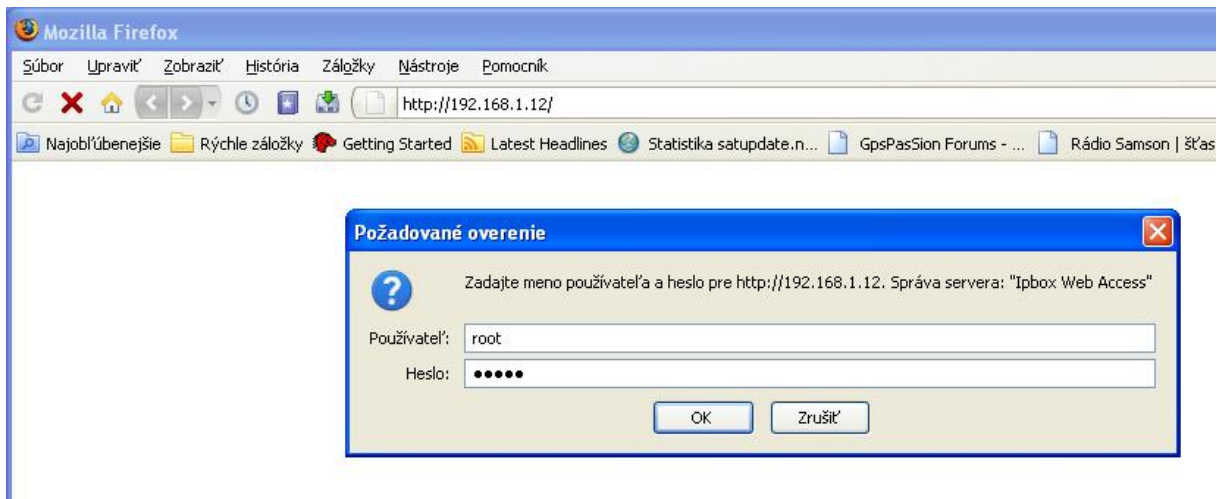 Mozilla Firefox
Súbor Upraviť Zobraziť História Záložky Nástroje Pomocník
http://192.168.1.12/
Najobľúbenejšie Rýchle záložky Getting Started Latest Headlines Statistika satupdate.n... GpsPasSion Forums - ... Rádio Samson | šťas
Požadované overenie
Zadajte meno používateľa a heslo pre http://192.168.1.12. Správa servera: "Ipbox Web Access"
Používateľ: root
Heslo: •••••
OK Zrušiť